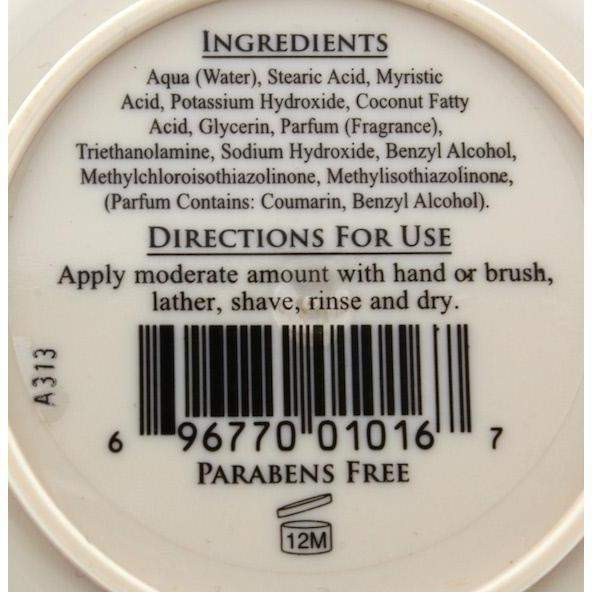 INGREDIENTS
Aqua (Water), Stearic Acid, Myristic
Acid, Potassium Hydroxide, Coconut Fatty
Acid, Glycerin, Parfum (Fragrance),
Triethanolamine, Sodium Hydroxide, Benzyl Alcohol,
Methylchloroisothiazolinone, Methylisothiazolinone,
(Parfum Contains: Coumarin, Benzyl Alcohol).
DIRECTIONS FOR USE
Apply moderate amount with hand or brush,
lather, shave, rinse and dry.
A313
6 96770 01016 7
PARABENS FREE
12M